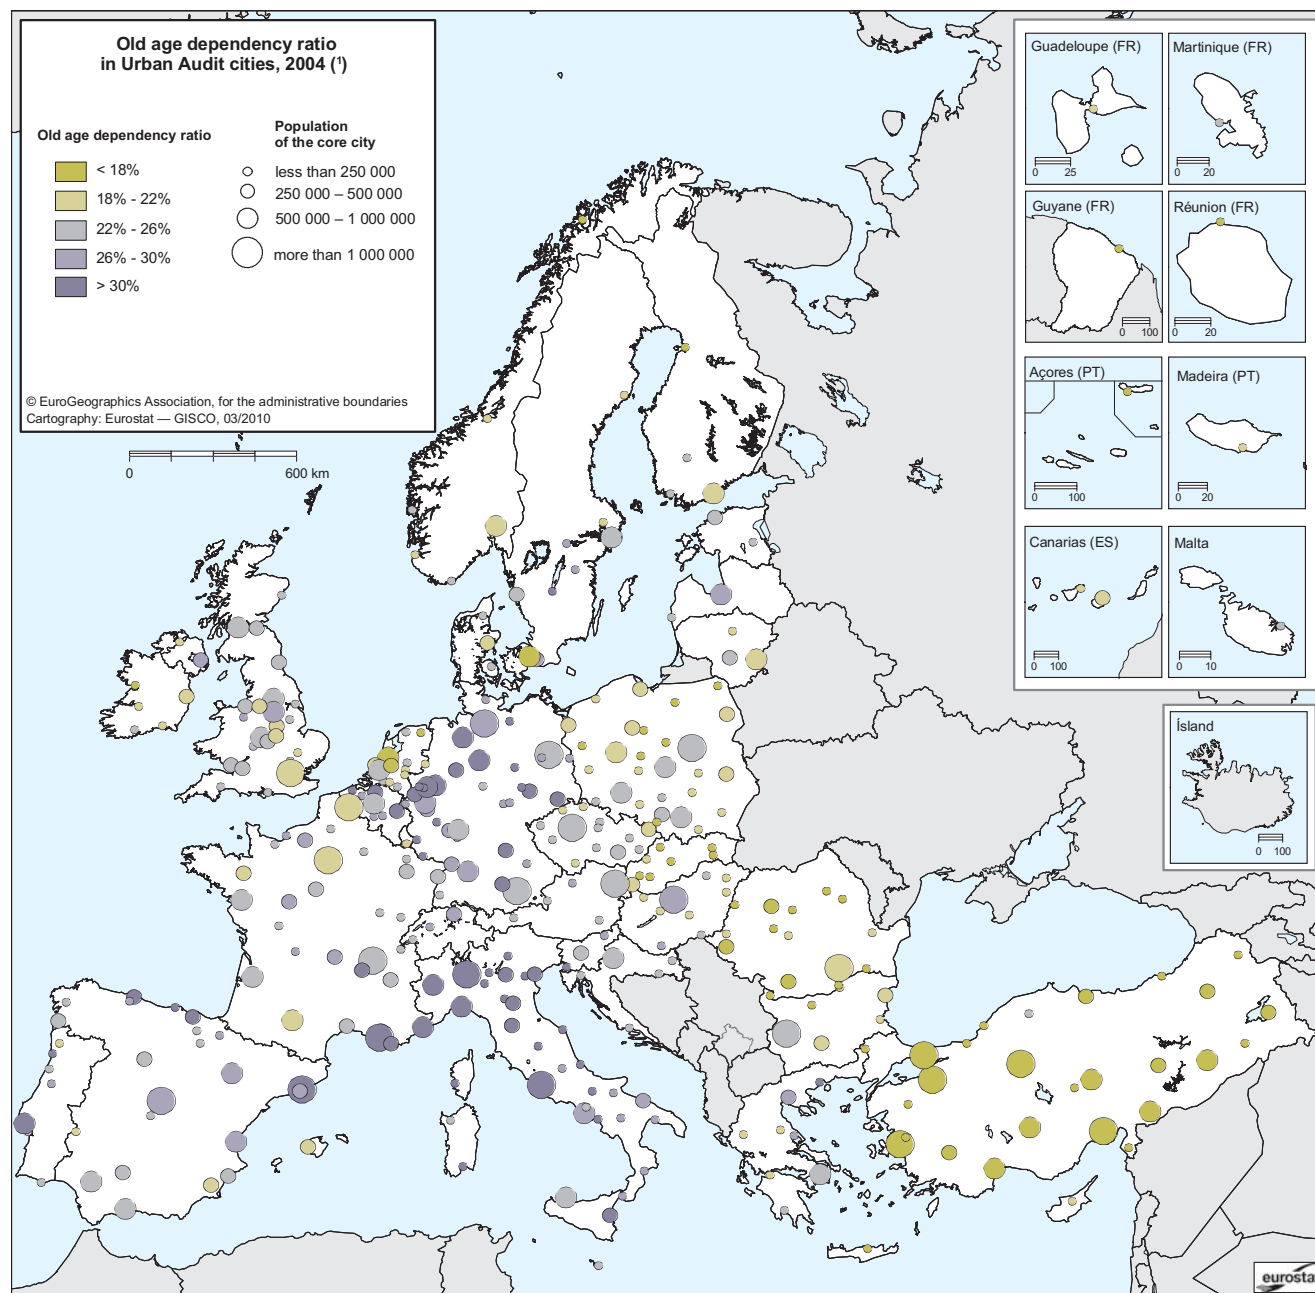 Old age dependency ratio
in Urban Audit cities, 2004 (¹)
Old age dependency ratio
< 18%
18% - 22%
22% - 26%
26% - 30%
> 30%
Population
of the core city
less than 250 000
250 000 – 500 000
500 000 – 1 000 000
more than 1 000 000
© EuroGeographics Association, for the administrative boundaries
Cartography: Eurostat — GISCO, 03/2010
0 600 km
Guadeloupe (FR)
0 25
Martinique (FR)
0 20
Guyane (FR)
0 100
Réunion (FR)
0 20
Açores (PT)
0 100
Madeira (PT)
0 20
Canarias (ES)
0 100
Malta
0 10
Ísland
0 100
eurosta